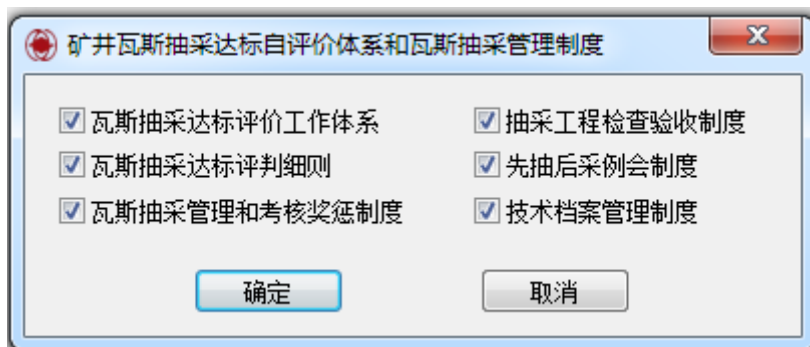 矿井瓦斯抽采达标自评价体系和瓦斯抽采管理制度
瓦斯抽采达标评价工作体系 抽采工程检查验收制度
瓦斯抽采达标评判细则 先抽后采例会制度
瓦斯抽采管理和考核奖惩制度 技术档案管理制度
确定 取消